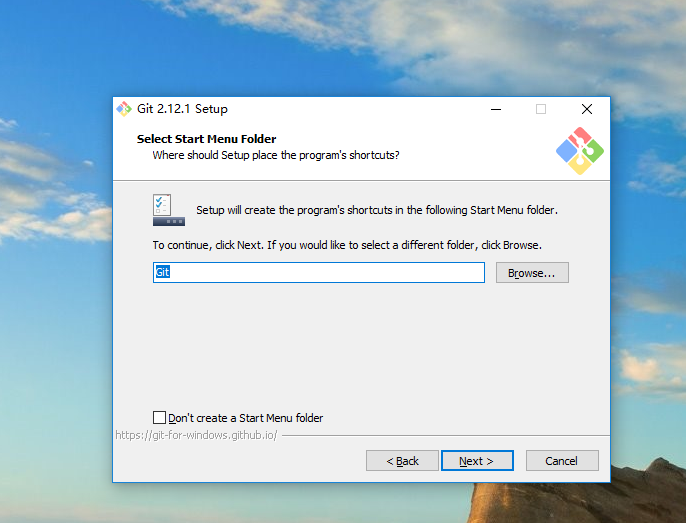 Git 2.12.1 Setup
Select Start Menu Folder
Where should Setup place the program's shortcuts?
Setup will create the program's shortcuts in the following Start Menu folder.
To continue, click Next. If you would like to select a different folder, click Browse.
Git
Browse...
Don't create a Start Menu folder
https://git-for-windows.github.io/
< Back
Next >
Cancel